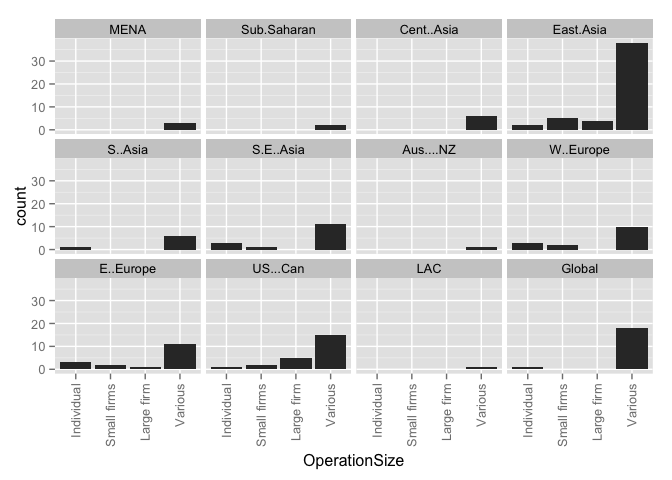 MENA
Sub.Saharan
Cent..Asia
East.Asia
30
20
10
0
S..Asia
S.E..Asia
Aus....NZ
W..Europe
30
20
10
0
E..Europe
US...Can
LAC
Global
30
20
10
0
count
Individual
Small firms
Large firm
Various
Individual
Small firms
Large firm
Various
Individual
Small firms
Large firm
Various
Individual
Small firms
Large firm
Various
OperationSize